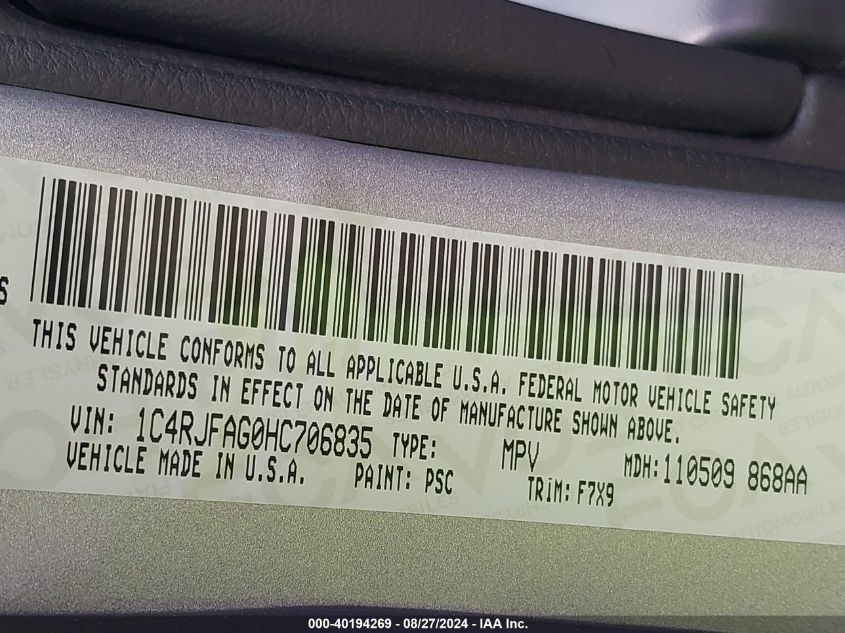 S
THIS VEHICLE CONFORMS TO ALL APPLICABLE U.S.A. FEDERAL MOTOR VEHICLE SAFETY
STANDARDS IN EFFECT ON THE DATE OF MANUFACTURE SHOWN ABOVE.
VIN: 1C4RJFAG0HC706835 TYPE: MPV MDH: 110509 868AA
VEHICLE MADE IN U.S.A. PAINT: PSC TRIM: F7X9
000-40194269 - 08/27/2024 - IAA Inc.